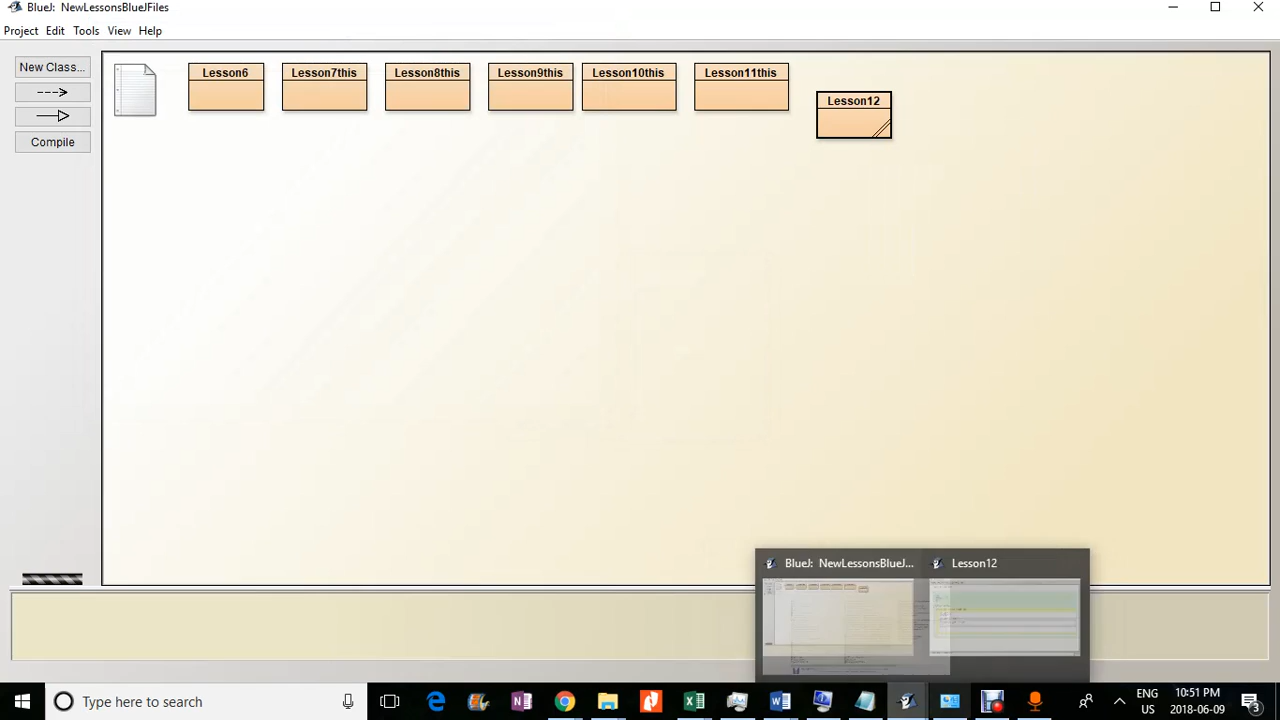 BlueJ: NewLessonsBlueJFiles
Project Edit Tools View Help
New Class...
Compile
Lesson6
Lesson7this
Lesson8this
Lesson9this
Lesson10this
Lesson11this
Lesson12
BlueJ: NewLessonsBlueJ...
Lesson12
Type here to search
ENG
US
10:51 PM
2018-06-09
3